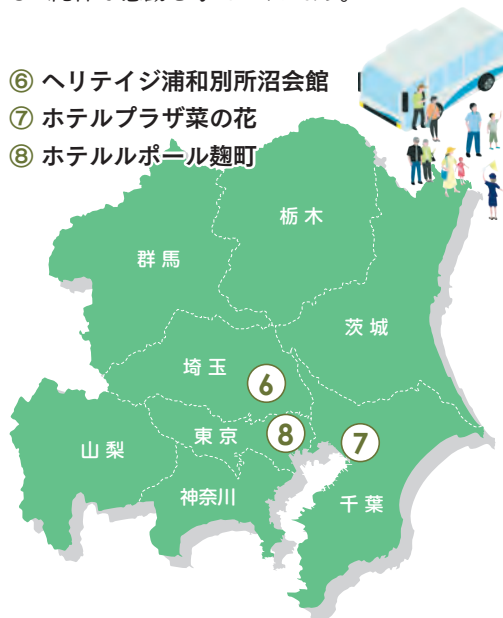 ⑥ ヘリテイジ浦和別所沼会館
⑦ ホテルプラザ菜の花
⑧ ホテルルポール麹町
栃木
群馬
茨城
埼玉
⑥
東京
⑧
⑦
山梨
神奈川
千葉